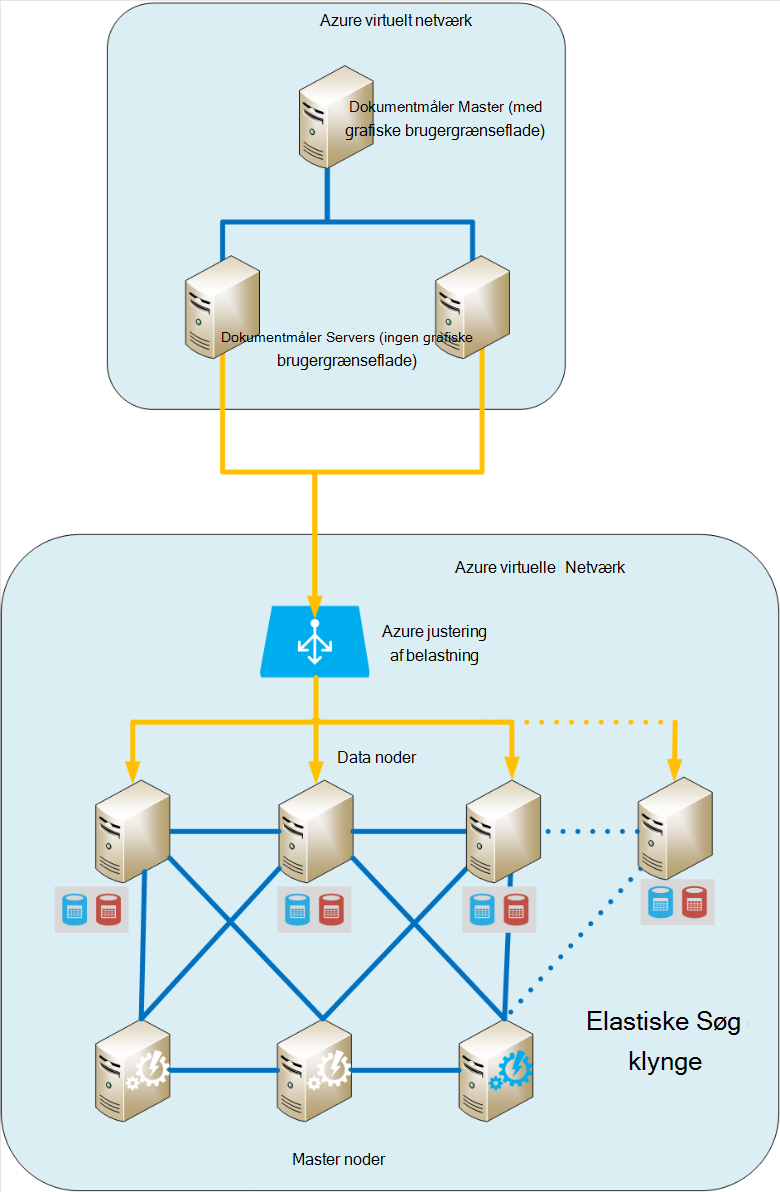 Azure virtuelt netværk
Dokumentmåler Master (med
grafiske brugergrænseflade)
Dokumentmåler Servers (ingen grafiske
brugergrænseflade)
Azure virtuelle Netværk
Azure justering
af belastning
Data noder
Elastiske Søg
klynge
Master noder